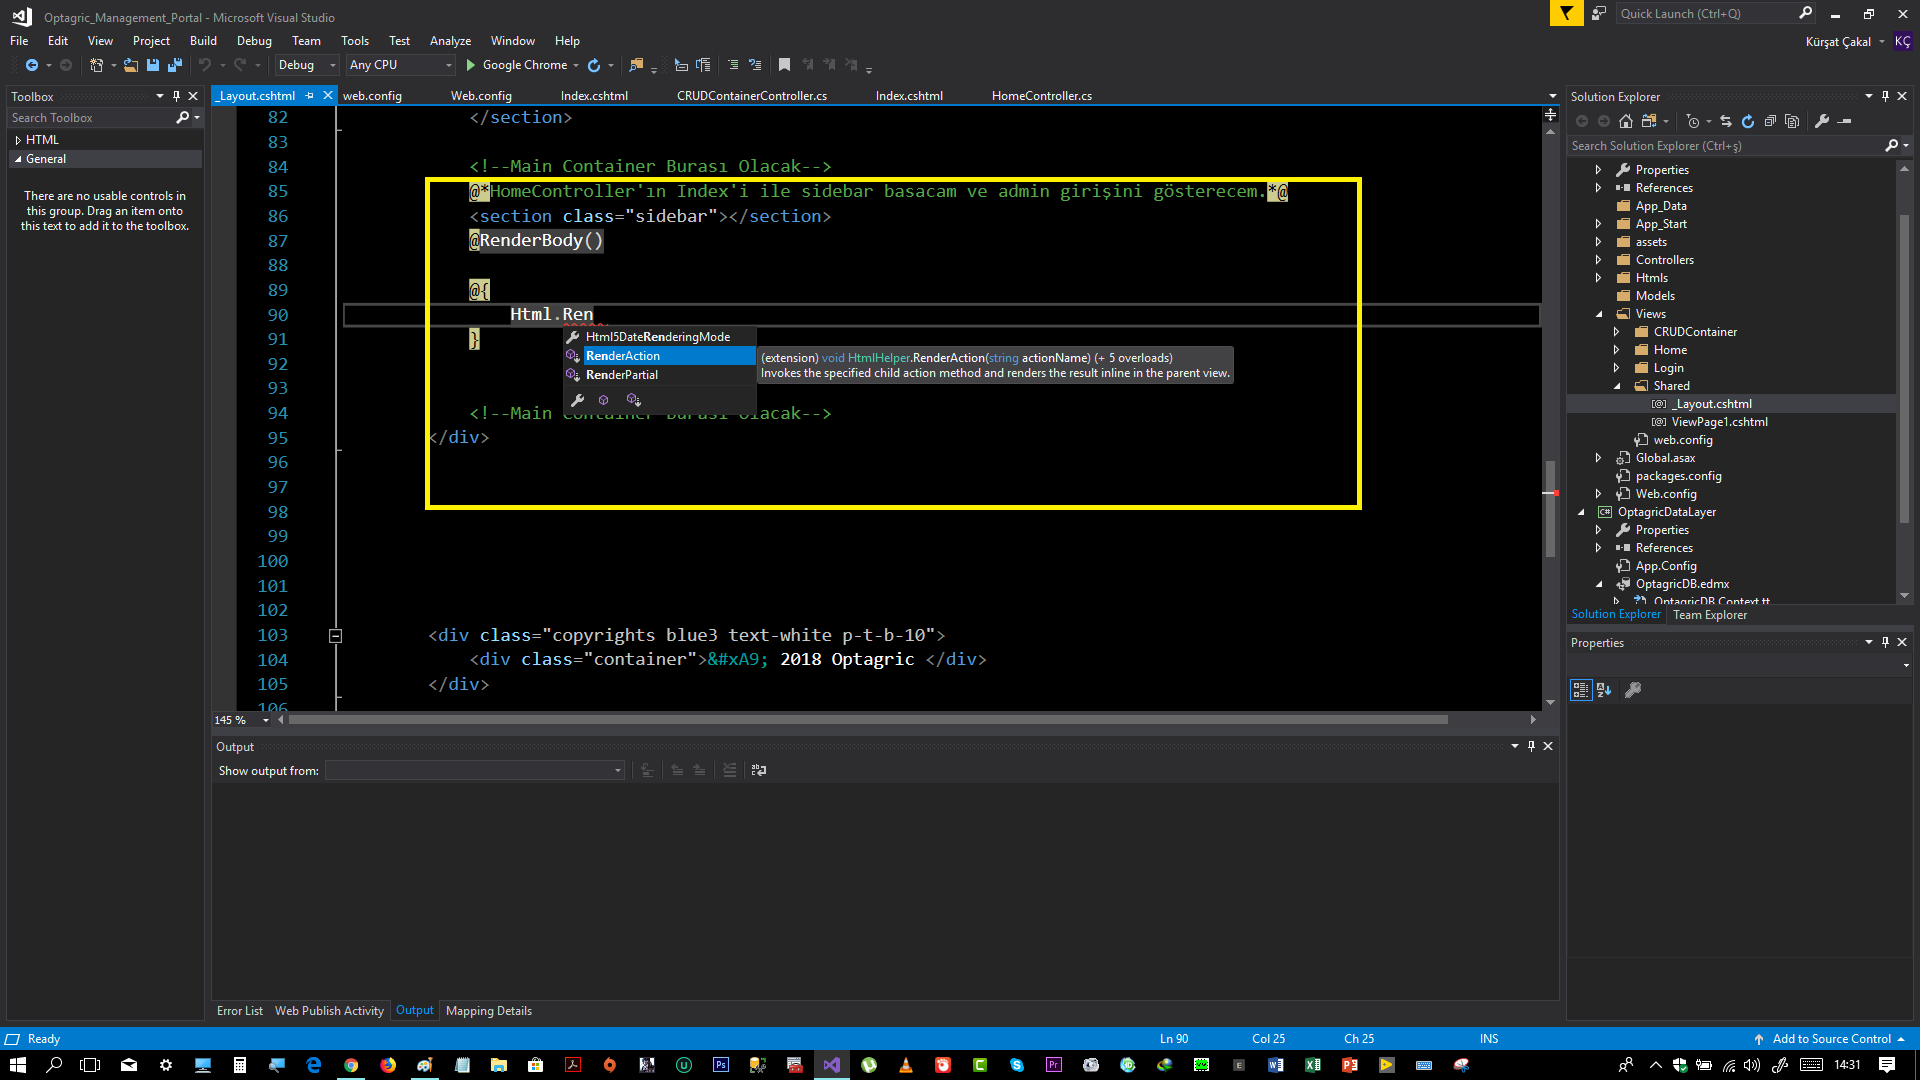 Optagric_Management_Portal - Microsoft Visual Studio
Quick Launch (Ctrl+Q)
File Edit View Project Build Debug Team Tools Test Analyze Window Help
Kürşat Çakal KÇ
Debug Any CPU Google Chrome
Toolbox
Search Toolbox
HTML
General
There are no usable controls in
this group. Drag an item onto
this text to add it to the toolbox.
_Layout.cshtml web.config Web.config Index.cshtml CRUDContainerController.cs Index.cshtml HomeController.cs
82 </section>
83
84 <!--Main Container Burası Olacak-->
85 @*HomeController'ın Index'i ile sidebar basacam ve admin girişini gösterecem.*@
86 <section class="sidebar"></section>
87 @RenderBody()
88
89 @{
90 Html.Ren
91 }
92
93
94 <!--Main Container Burası Olacak-->
95 </div>
96
97
98
99
100
101
102
103 <div class="copyrights blue3 text-white p-t-b-10">
104 <div class="container">&#xA9; 2018 Optagric </div>
105 </div>
106
Html5DateRenderingMode
RenderAction
RenderPartial
(extension) void HtmlHelper.RenderAction(string actionName) (+ 5 overloads)
Invokes the specified child action method and renders the result inline in the parent view.
145 %
Output
Show output from:
Error List Web Publish Activity Output Mapping Details
Solution Explorer
Search Solution Explorer (Ctrl+ş)
Properties
References
App_Data
App_Start
assets
Controllers
Htmls
Models
Views
CRUDContainer
Home
Login
Shared
_Layout.cshtml
ViewPage1.cshtml
web.config
Global.asax
packages.config
Web.config
OptagricDataLayer
Properties
References
App.Config
OptagricDB.edmx
OptagricDB.Context.tt
Solution Explorer Team Explorer
Properties
Ready Ln 90 Col 25 Ch 25 INS Add to Source Control
14:31